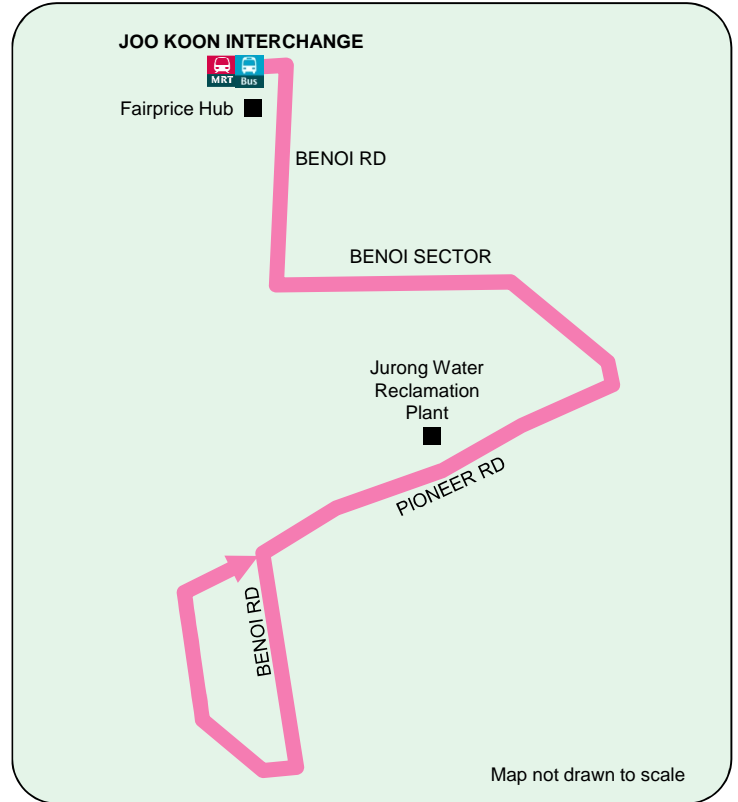 JOO KOON INTERCHANGE
MRT Bus
Fairprice Hub
BENOI RD
BENOI SECTOR
Jurong Water
Reclamation
Plant
PIONEER RD
BENOI RD
Map not drawn to scale